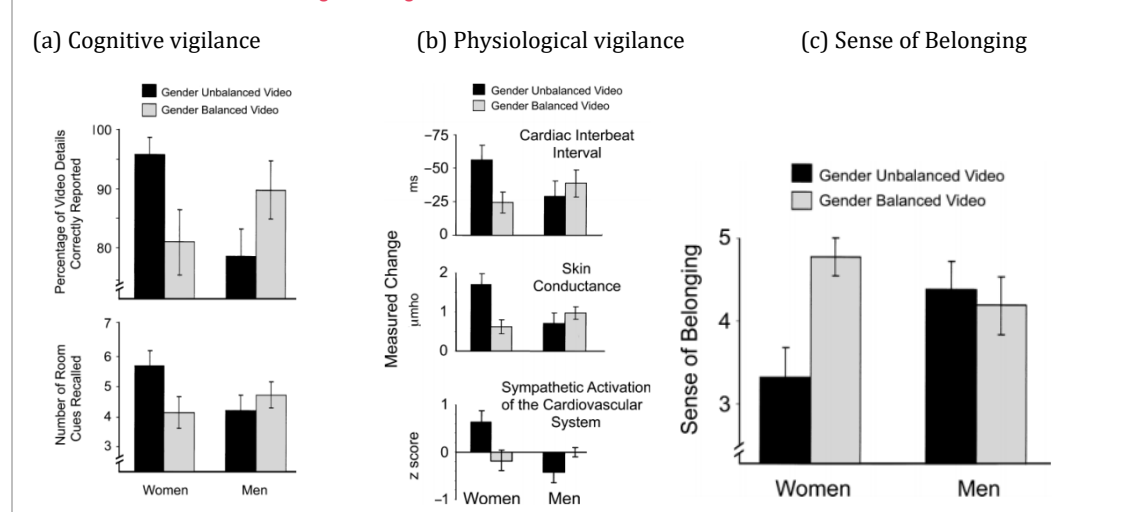 (a) Cognitive vigilance
(b) Physiological vigilance
(c) Sense of Belonging
Gender Unbalanced Video
Gender Balanced Video
Percentage of Video Details
Correctly Reported
100
90
80
Number of Room
Cues Recalled
7
6
5
4
3
Women
Men
Gender Unbalanced Video
Gender Balanced Video
Measured Change
Cardiac Interbeat
Interval
ms
−75
−50
−25
0
Skin
Conductance
µmho
2
1
0
Sympathetic Activation
of the Cardiovascular
System
z score
1
0
−1
Women
Men
Gender Unbalanced Video
Gender Balanced Video
Sense of Belonging
5
4
3
Women
Men